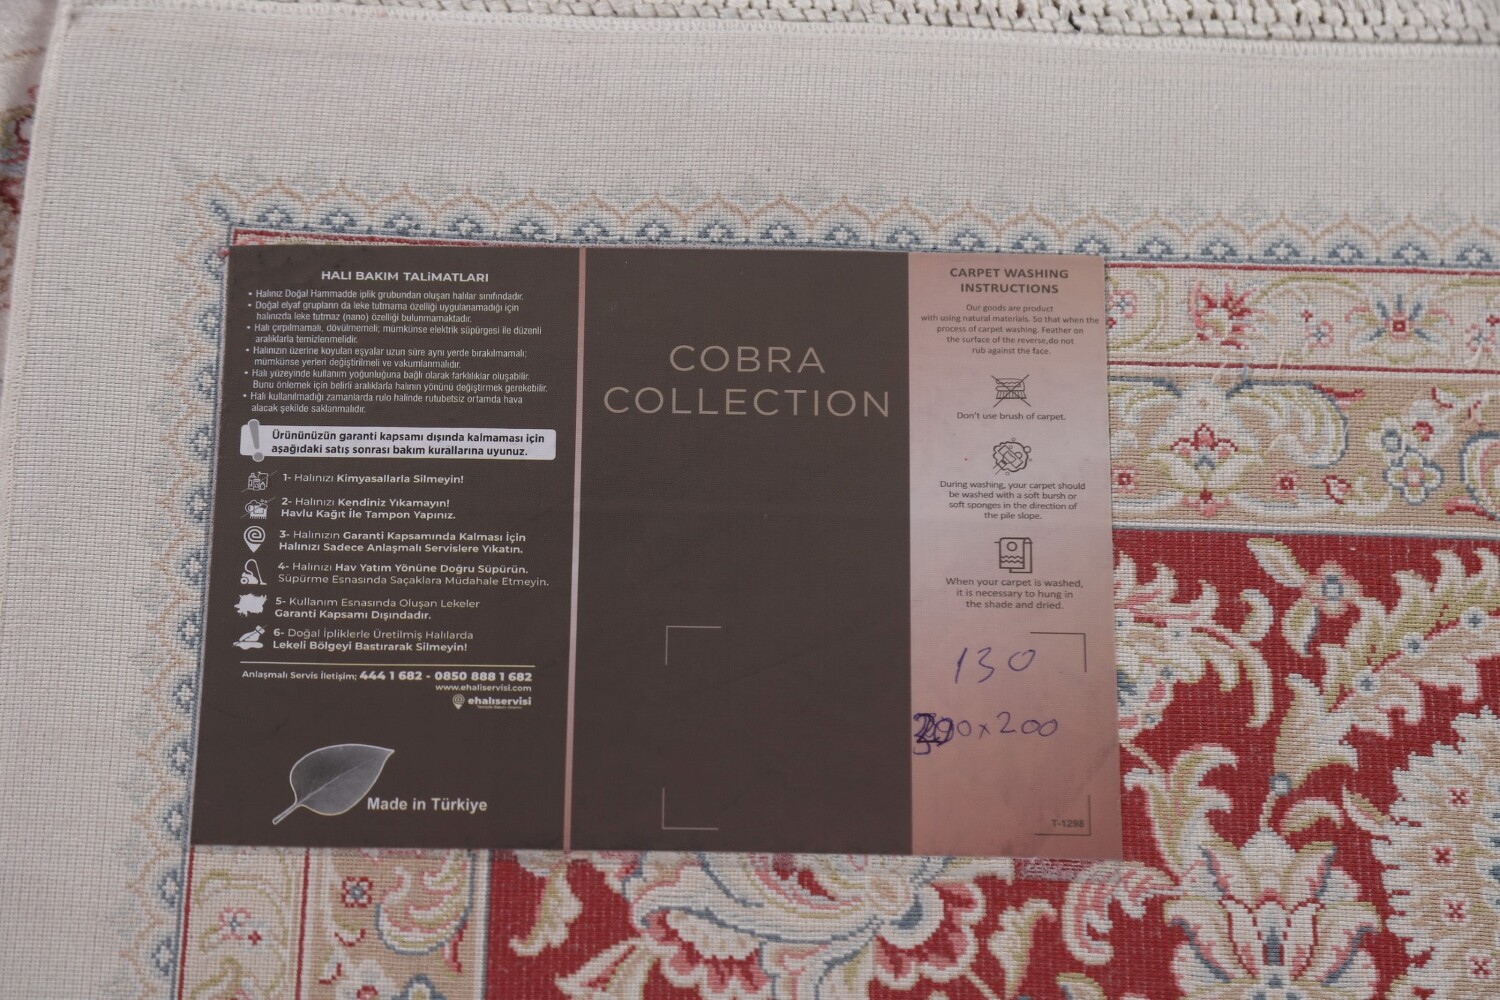 HALI BAKIM TALİMATLARI
• Halınız Doğal Hammadde iplik grubundan oluşan halılar sınıfındadır.
• Doğal elyaf grupların da leke tutmama özelliği uygulanamadığı için
halınızda leke tutmaz (nano) özelliği bulunmamaktadır.
• Halı çırpılmamalı, dövülmemeli; mümkünse elektrik süpürgesi ile düzenli
aralıklarla temizlenmelidir.
• Halınızın üzerine koyulan eşyalar uzun süre aynı yerde bırakılmamalı;
mümkünse yerleri değiştirilmeli ve vakumlanmalıdır.
• Halı yüzeyinde kullanım yoğunluğuna bağlı olarak farklılıklar oluşabilir.
Bunu önlemek için belirli aralıklarla halının yönünü değiştirmek gerekebilir.
• Halı kullanılmadığı zamanlarda rulo halinde rutubetsiz ortamda hava
alacak şekilde saklanmalıdır.
Ürününüzün garanti kapsamı dışında kalmaması için
aşağıdaki satış sonrası bakım kurallarına uyunuz.
1- Halınızı Kimyasallarla Silmeyin!
2- Halınızı Kendiniz Yıkamayın!
Havlu Kağıt İle Tampon Yapınız.
3- Halınızın Garanti Kapsamında Kalması İçin
Halınızı Sadece Anlaşmalı Servislere Yıkatın.
4- Halınızı Hav Yatım Yönüne Doğru Süpürün.
Süpürme Esnasında Saçaklara Müdahale Etmeyin.
5- Kullanım Esnasında Oluşan Lekeler
Garanti Kapsamı Dışındadır.
6- Doğal İpliklerle Üretilmiş Halılarda
Lekeli Bölgeyi Bastırarak Silmeyin!
Anlaşmalı Servis İletişim; 444 1 682 - 0850 888 1 682
www.ehaliservisi.com
ehalıservisi
Made in Türkiye
COBRA
COLLECTION
CARPET WASHING
INSTRUCTIONS
Our goods are product
with using natural materials. So that when the
process of carpet washing. Feather on
the surface of the reverse,do not
rub against the face.
Don't use brush of carpet.
During washing, your carpet should
be washed with a soft bursh or
soft sponges in the direction of
the pile slope.
When your carpet is washed,
it is necessary to hung in
the shade and dried.
130
x 200
T-1298